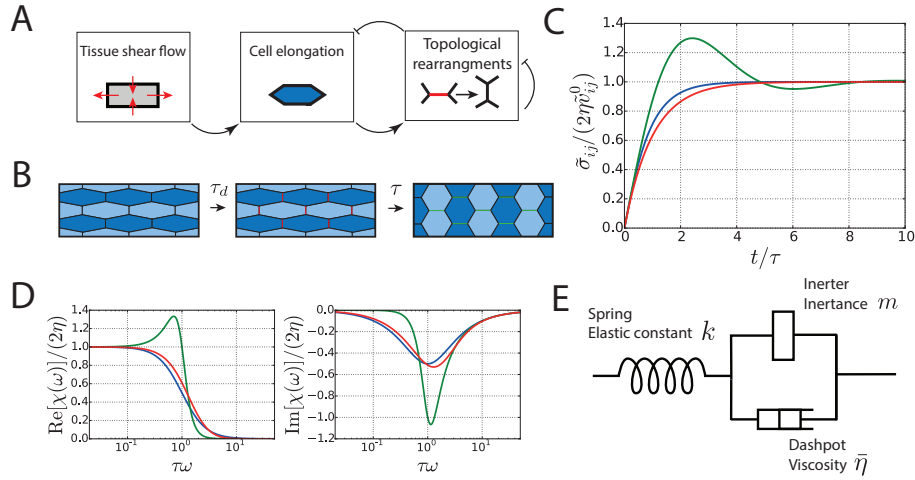 A
Tissue shear flow
Cell elongation
Topological
rearrangments
B
τ_d
τ
C
σ̃_ij/(2ηṽ⁰_ij)
1.4
1.2
1.0
0.8
0.6
0.4
0.2
0.0
0 2 4 6 8 10
t/τ
D
Re[χ(ω)]/(2η)
1.4
1.2
1.0
0.8
0.6
0.4
0.2
0.0
10⁻¹ 10⁰ 10¹
τω
Im[χ(ω)]/(2η)
0.0
−0.2
−0.4
−0.6
−0.8
−1.0
−1.2
10⁻¹ 10⁰ 10¹
τω
E
Inerter
Inertance m
Spring
Elastic constant k
Dashpot
Viscosity η̄